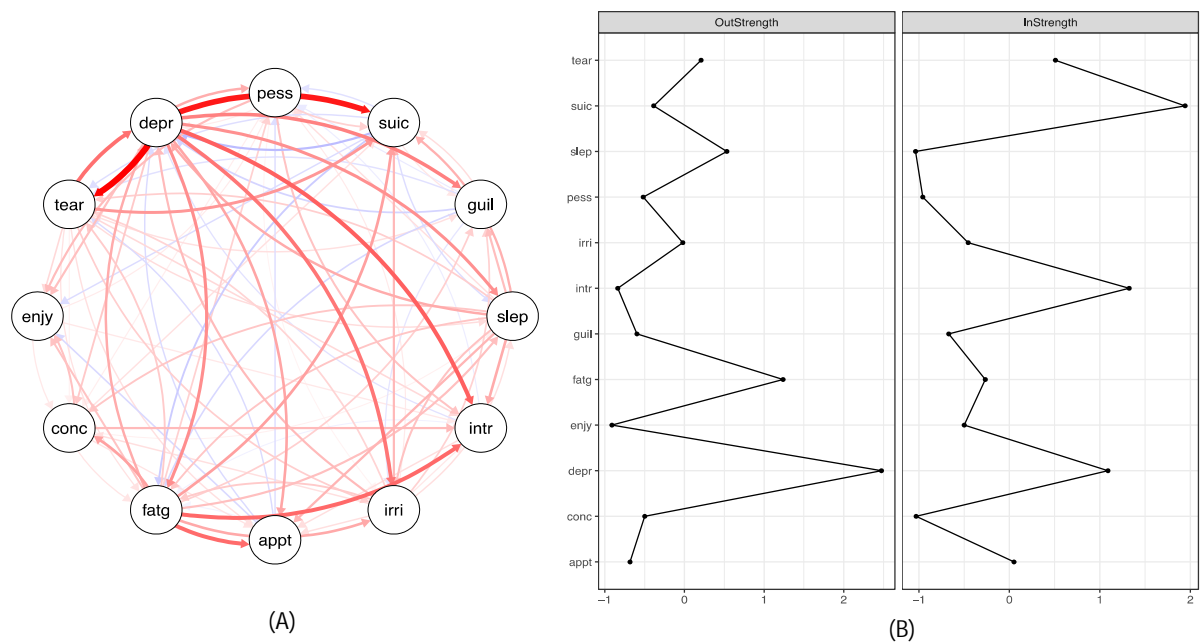 pess
depr
suic
tear
guil
enjy
slep
conc
intr
fatg
irri
appt
(A)
OutStrength
InStrength
tear
suic
slep
pess
irri
intr
guil
fatg
enjy
depr
conc
appt
-1 0 1 2
-1 0 1 2
(B)